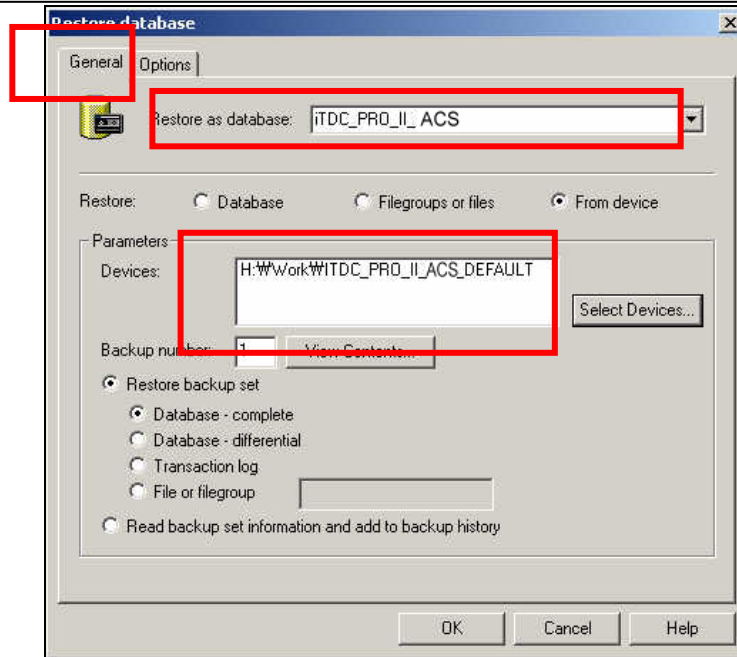 Restore database
General Options
Restore as database: iTDC_PRO_II_ ACS
Restore: Database Filegroups or files From device
Parameters
Devices: H:₩Work₩ITDC_PRO_II_ACS_DEFAULT
Select Devices...
Backup number: 1 View Contents...
Restore backup set
Database - complete
Database - differential
Transaction log
File or filegroup
Read backup set information and add to backup history
OK Cancel Help